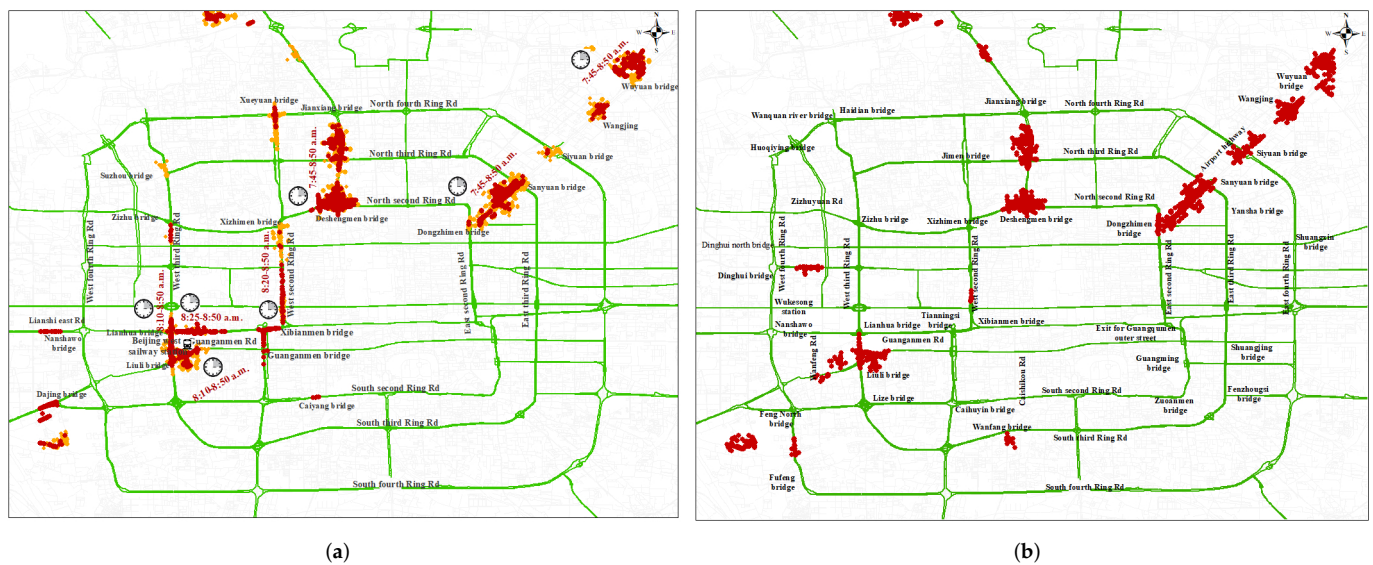 N
W E
S
7:45-8:50 a.m.
Wuyuan bridge
Xueyuan bridge
Jianxiang bridge
North fourth Ring Rd
Wangjing
7:45-8:50 a.m.
North third Ring Rd
Siyuan bridge
Suzhou bridge
7:45-8:50 a.m.
Sanyuan bridge
North second Ring Rd
Zizhu bridge
Xizhimen bridge
Deshengmen bridge
Dongzhimen bridge
West fourth Ring Rd
West third Ring Rd
8:20-8:50 a.m.
West second Ring Rd
East second Ring Rd
East third Ring Rd
8:10-8:50 a.m.
8:25-8:50 a.m.
Lianshi east Rd
Lianhua bridge
Xibianmen bridge
Nanshawo
bridge
Beijing west
railway station
Guanganmen Rd
Guanganmen bridge
Liuli bridge
8:10-8:50 a.m.
South second Ring Rd
Dajing bridge
Caiyang bridge
South third Ring Rd
South fourth Ring Rd
(a)
N
W E
S
Wuyuan
bridge
Jianxiang bridge
North fourth Ring Rd
Wangjing
Haidian bridge
Wanquan river bridge
Airport highway
Huoqiying bridge
Jimen bridge
North third Ring Rd
Siyuan bridge
Sanyuan bridge
Zizhuyuan Rd
North second Ring Rd
Yansha bridge
Zizhu bridge
Xizhimen bridge
Deshengmen bridge
Dongzhimen
bridge
Shuangxin
bridge
Dinghui north bridge
West fourth Ring Rd
Dinghui bridge
West third Ring Rd
West second Ring Rd
East second Ring Rd
East third Ring Rd
East fourth Ring Rd
Wukesong
station
Tianningsi
bridge
Xibianmen bridge
Nanshawo
bridge
Lianhua bridge
Exit for Guangqumen
outer street
Guanganmen Rd
Wanfeng Rd
Shuangjing
bridge
Guangming
bridge
Liuli bridge
Caishikou Rd
South second Ring Rd
Fenzhongsi
bridge
Lize bridge
Caihuyin bridge
Zuoanmen
bridge
Feng North
bridge
Wanfang bridge
South third Ring Rd
Fufeng
bridge
South fourth Ring Rd
(b)